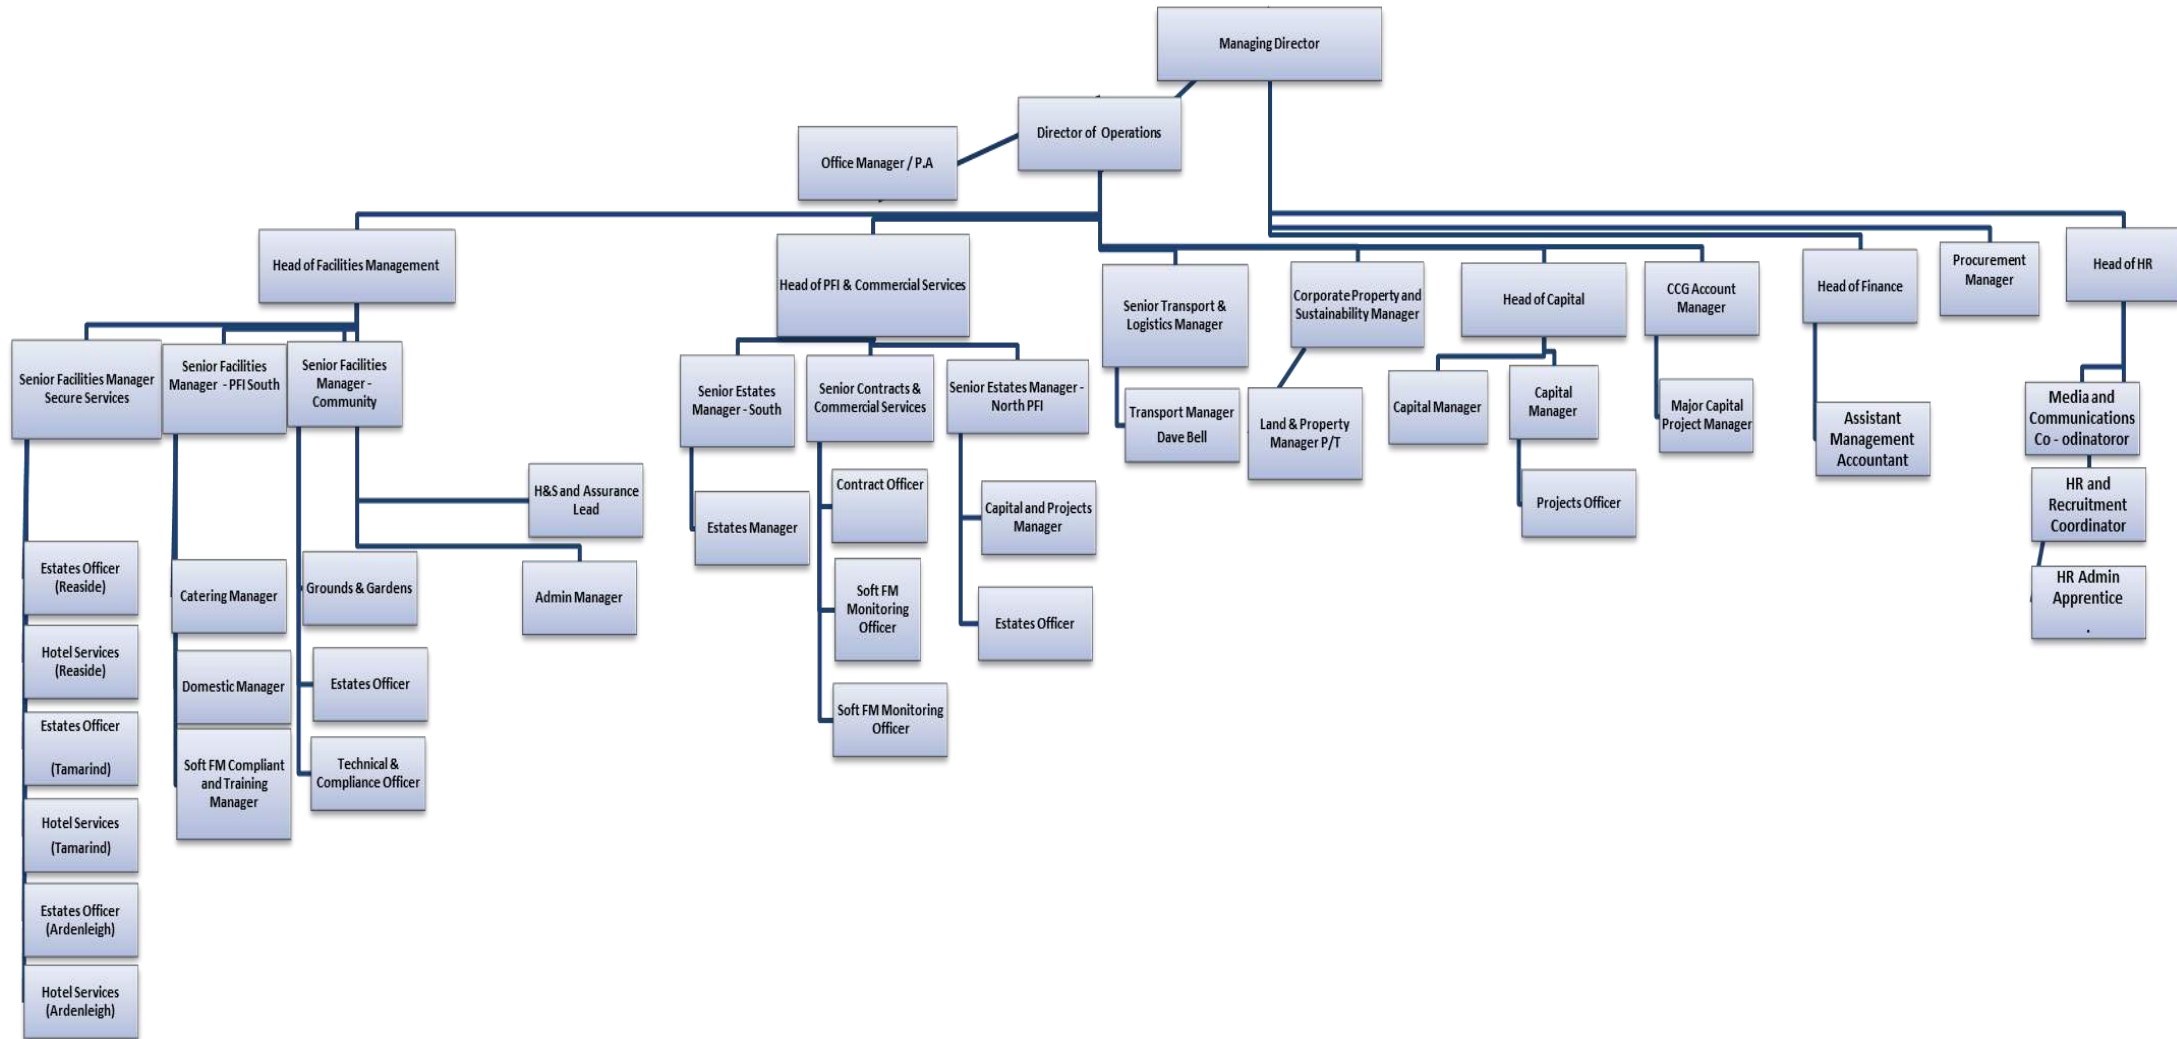 Managing Director
Director of Operations
Office Manager / P.A
Head of Facilities Management
Head of PFI & Commercial Services
Senior Transport &
Logistics Manager
Corporate Property and
Sustainability Manager
Head of Capital
CCG Account
Manager
Head of Finance
Procurement
Manager
Head of HR
Senior Facilities Manager
Secure Services
Senior Facilities
Manager - PFI South
Senior Facilities
Manager -
Community
Senior Estates
Manager - South
Senior Contracts &
Commercial Services
Senior Estates Manager -
North PFI
Transport Manager
Dave Bell
Land & Property
Manager P/T
Capital Manager
Capital
Manager
Major Capital
Project Manager
Assistant
Management
Accountant
Media and
Communications
Co - odinatoror
H&S and Assurance
Lead
Estates Manager
Contract Officer
Capital and Projects
Manager
Projects Officer
HR and
Recruitment
Coordinator
Estates Officer
(Reaside)
Catering Manager
Grounds & Gardens
Admin Manager
Soft FM
Monitoring
Officer
Estates Officer
HR Admin
Apprentice
.
Hotel Services
(Reaside)
Domestic Manager
Estates Officer
Soft FM Monitoring
Officer
Estates Officer
(Tamarind)
Soft FM Compliant
and Training
Manager
Technical &
Compliance Officer
Hotel Services
(Tamarind)
Estates Officer
(Ardenleigh)
Hotel Services
(Ardenleigh)